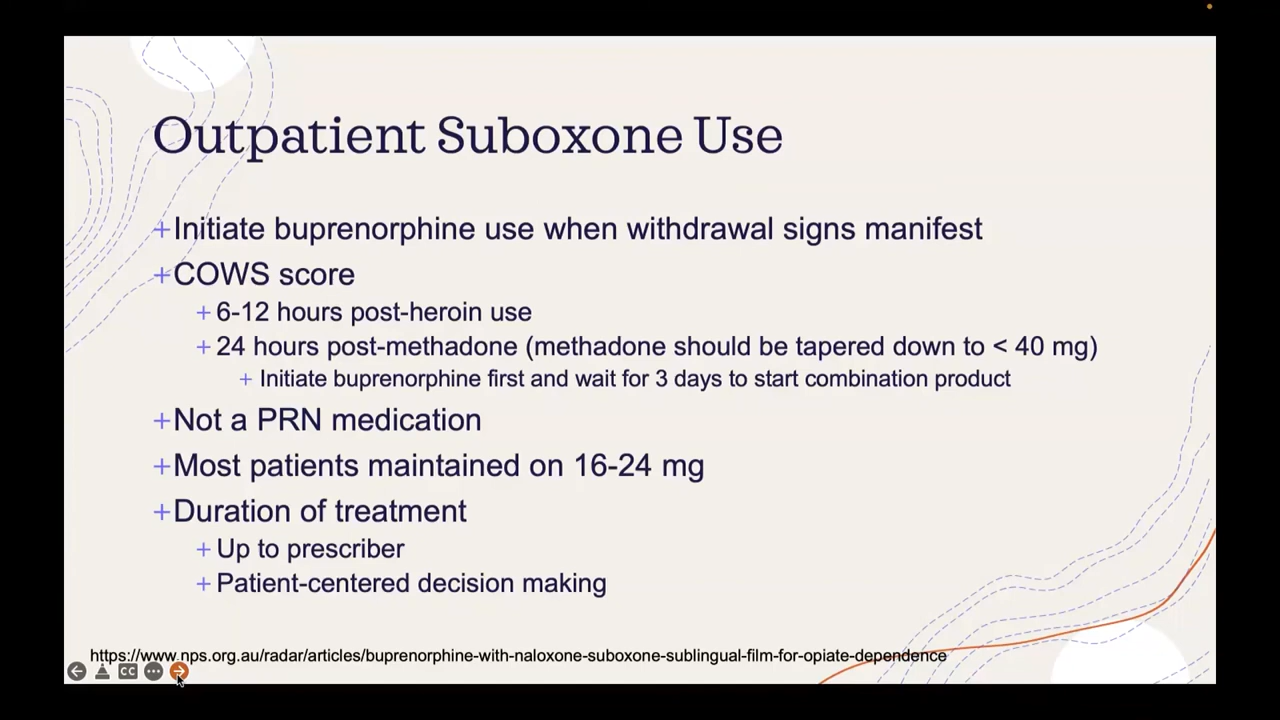 Outpatient Suboxone Use
+Initiate buprenorphine use when withdrawal signs manifest
+COWS score
+6-12 hours post-heroin use
+24 hours post-methadone (methadone should be tapered down to < 40 mg)
+Initiate buprenorphine first and wait for 3 days to start combination product
+Not a PRN medication
+Most patients maintained on 16-24 mg
+Duration of treatment
+Up to prescriber
+Patient-centered decision making
https://www.nps.org.au/radar/articles/buprenorphine-with-naloxone-suboxone-sublingual-film-for-opiate-dependence
CC